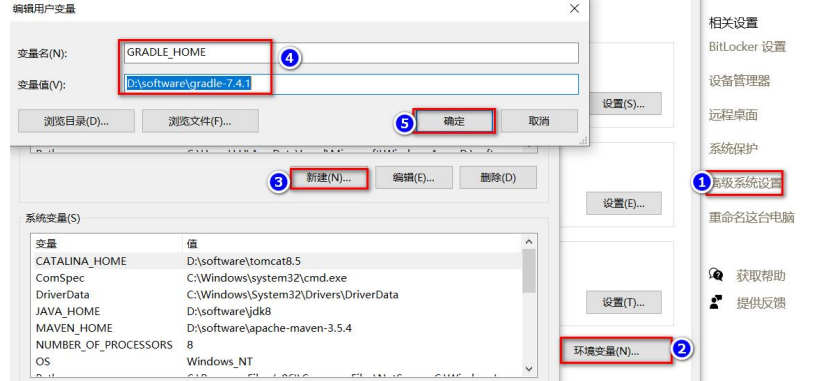 编辑用户变量
变量名(N):
GRADLE_HOME
4
变量值(V):
D:\software\gradle-7.4.1
浏览目录(D)...
浏览文件(F)...
5
确定
取消
3
新建(N)...
编辑(E)...
删除(D)
系统变量(S)
变量
值
CATALINA_HOME
D:\software\tomcat8.5
ComSpec
C:\Windows\system32\cmd.exe
DriverData
C:\Windows\System32\Drivers\DriverData
JAVA_HOME
D:\software\jdk8
MAVEN_HOME
D:\software\apache-maven-3.5.4
NUMBER_OF_PROCESSORS
8
OS
Windows_NT
设置(S)...
设置(E)...
设置(T)...
环境变量(N)...
2
相关设置
BitLocker 设置
设备管理器
远程桌面
系统保护
1
高级系统设置
重命名这台电脑
获取帮助
提供反馈